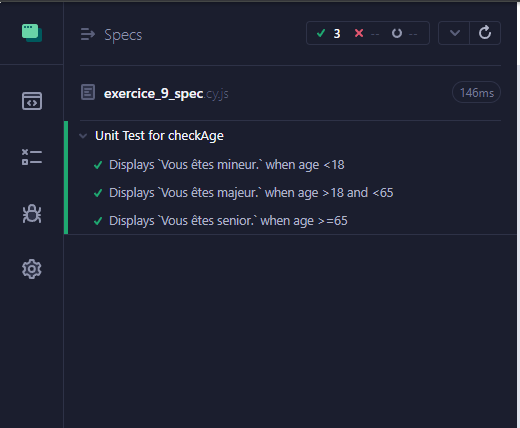 Specs
3 -- --
exercice_9_spec.cy.js 146ms
Unit Test for checkAge
Displays `Vous êtes mineur.` when age <18
Displays `Vous êtes majeur.` when age >18 and <65
Displays `Vous êtes senior.` when age >=65